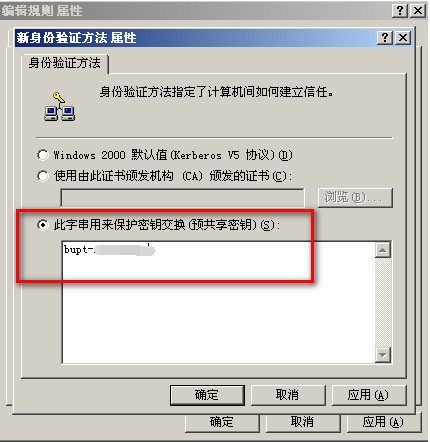 编辑规则 属性
新身份验证方法 属性
身份验证方法
身份验证方法指定了计算机间如何建立信任。
Windows 2000 默认值(Kerberos V5 协议)(D)
使用由此证书颁发机构 (CA) 颁发的证书(C):
浏览(B)...
此字串用来保护密钥交换(预共享密钥)(S):
bupt-
确定 取消 应用(A)
确定 取消 应用(A)